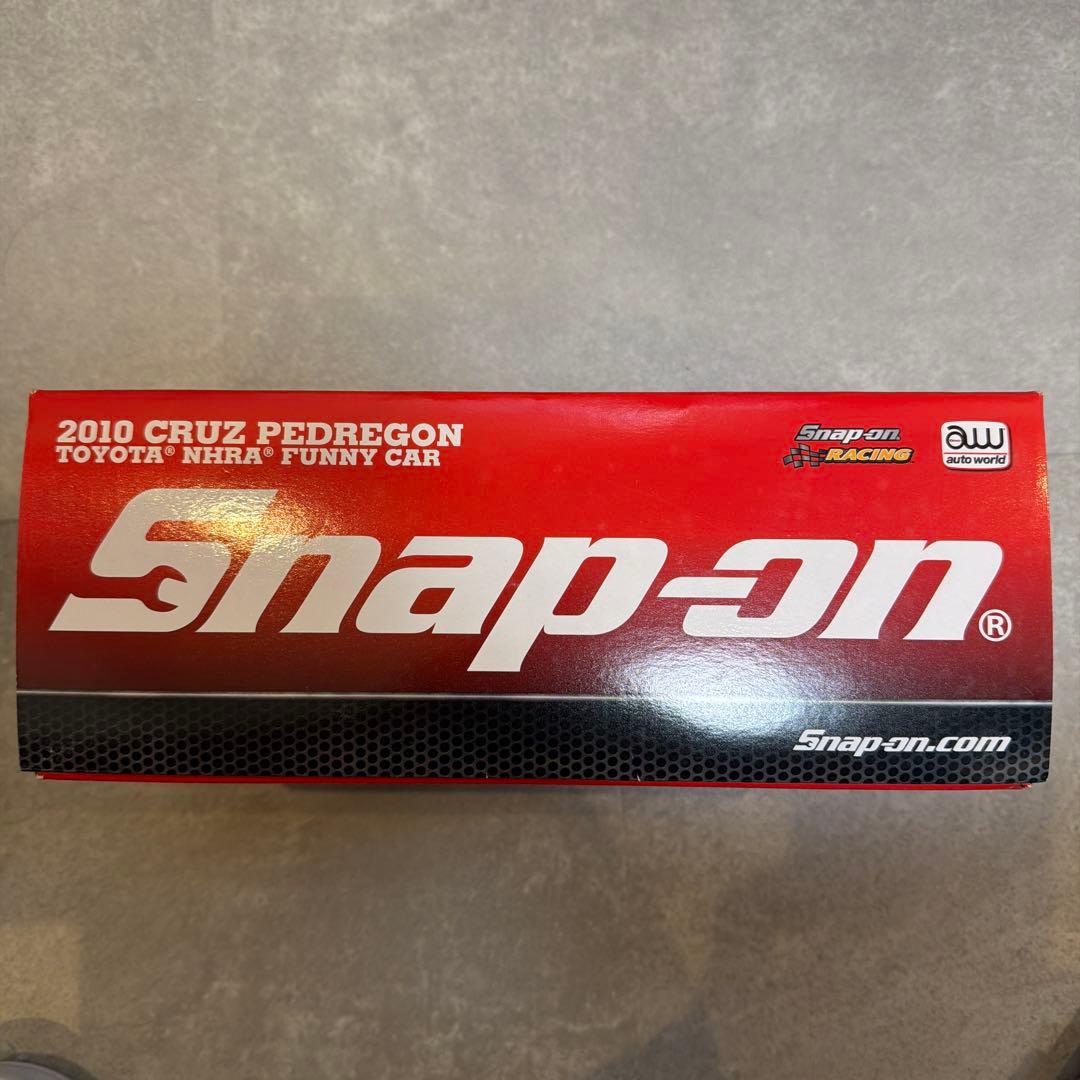 2010 CRUZ PEDREGON
TOYOTA® NHRA® FUNNY CAR
Snap-on
RACING
aw
auto world
Snap-on®
Snap-on.com